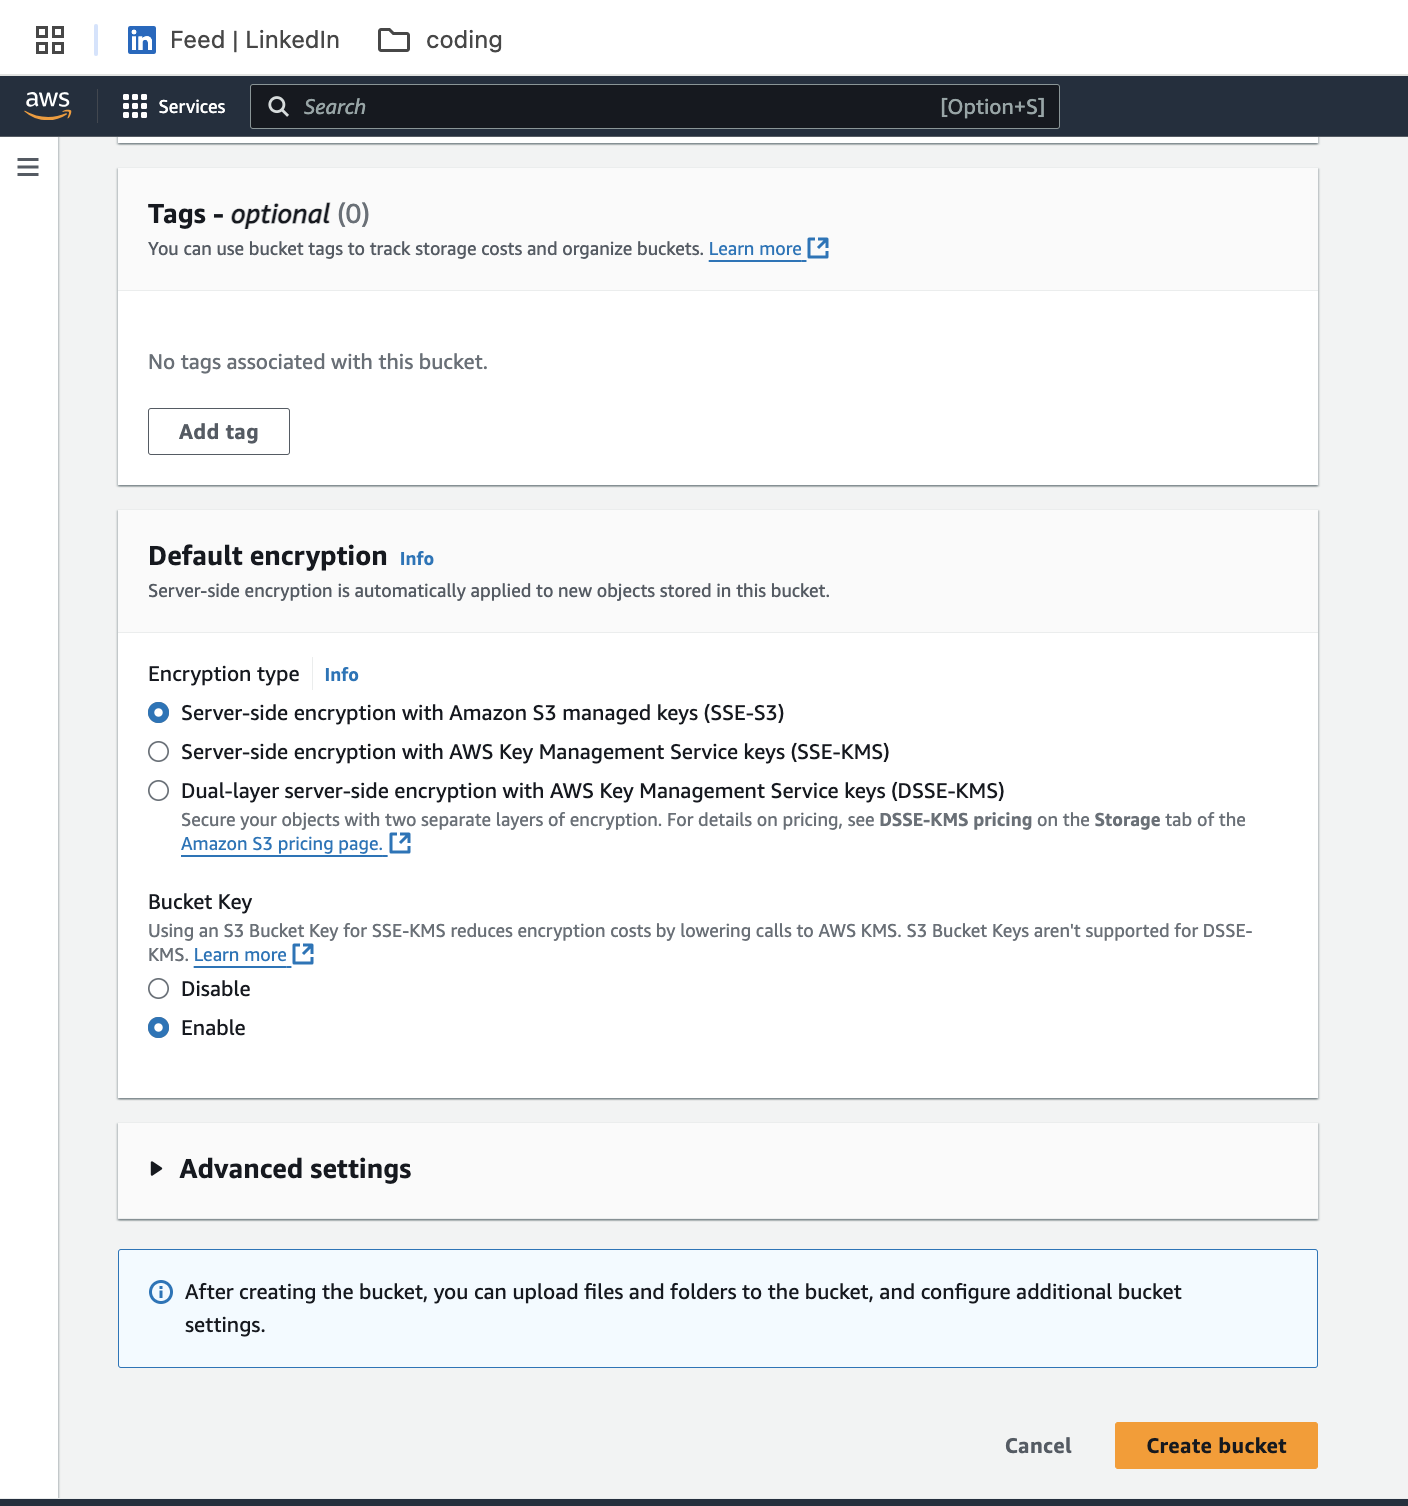 Feed | LinkedIn coding
aws Services Search [Option+S]
Tags - optional (0)
You can use bucket tags to track storage costs and organize buckets. Learn more
No tags associated with this bucket.
Add tag
Default encryption Info
Server-side encryption is automatically applied to new objects stored in this bucket.
Encryption type Info
Server-side encryption with Amazon S3 managed keys (SSE-S3)
Server-side encryption with AWS Key Management Service keys (SSE-KMS)
Dual-layer server-side encryption with AWS Key Management Service keys (DSSE-KMS)
Secure your objects with two separate layers of encryption. For details on pricing, see DSSE-KMS pricing on the Storage tab of the
Amazon S3 pricing page.
Bucket Key
Using an S3 Bucket Key for SSE-KMS reduces encryption costs by lowering calls to AWS KMS. S3 Bucket Keys aren't supported for DSSE-
KMS. Learn more
Disable
Enable
Advanced settings
After creating the bucket, you can upload files and folders to the bucket, and configure additional bucket
settings.
Cancel Create bucket